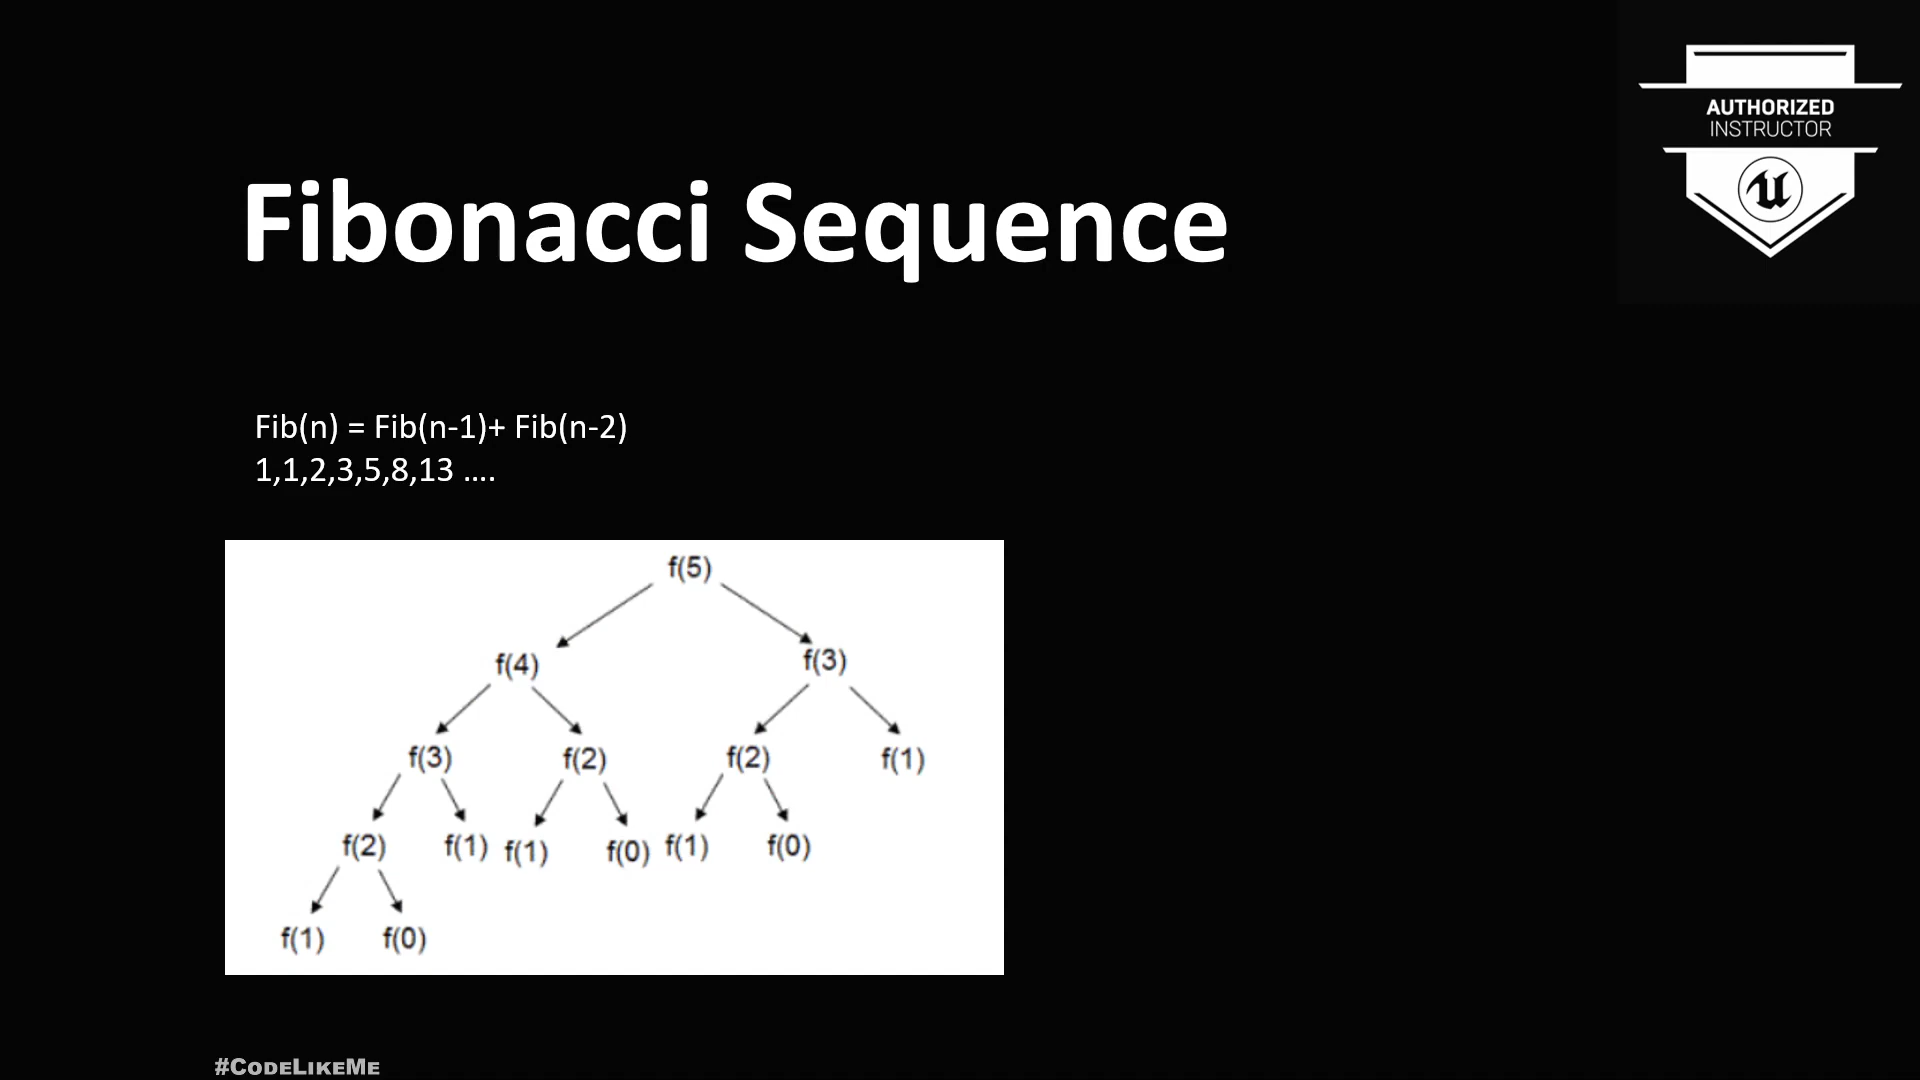 AUTHORIZED
INSTRUCTOR
Fibonacci Sequence
Fib(n) = Fib(n-1)+ Fib(n-2)
1,1,2,3,5,8,13 ....
f(5)
f(4) f(3)
f(3) f(2) f(2) f(1)
f(2) f(1) f(1) f(0) f(1) f(0)
f(1) f(0)
#CODELIKEME